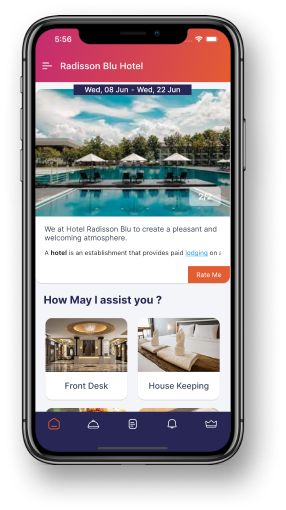 5:56
Radisson Blu Hotel
Wed, 08 Jun - Wed, 22 Jun
2/2
We at Hotel Radisson Blu to create a pleasant and
welcoming atmosphere.
A hotel is an establishment that provides paid lodging on
Rate Me
How May I assist you ?
Front Desk
House Keeping